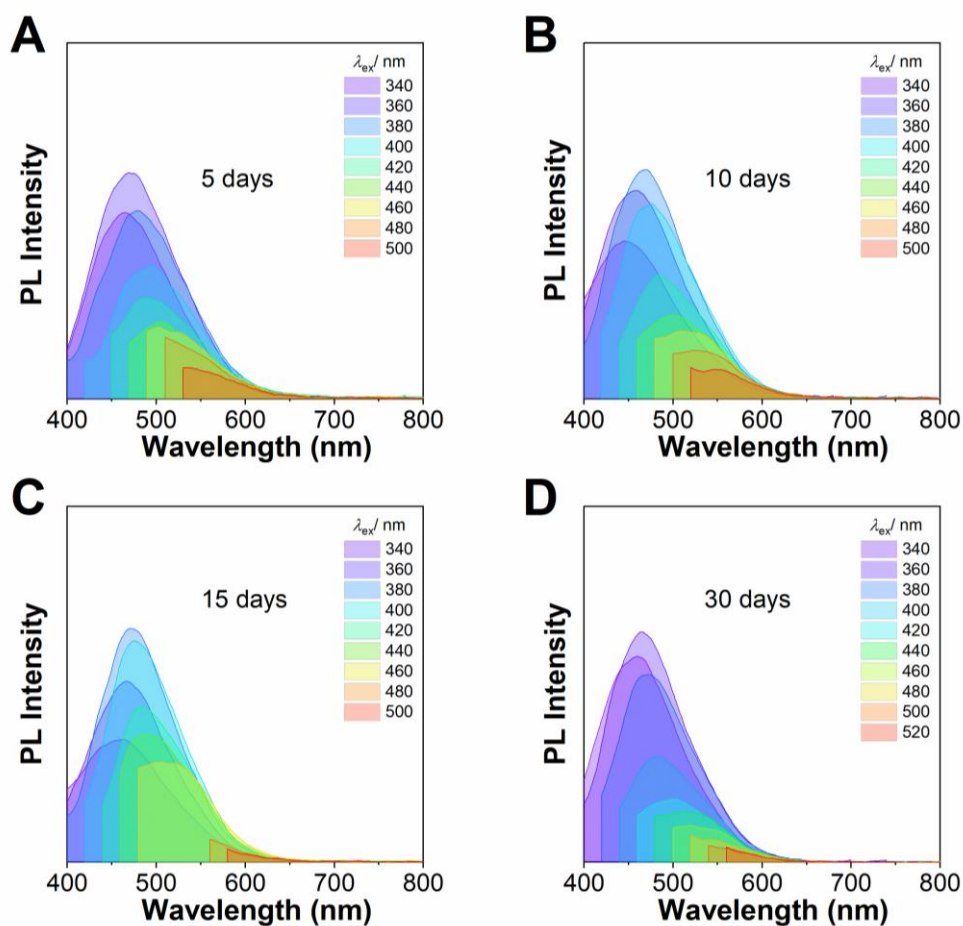 A
PL Intensity
5 days
λex/ nm
340
360
380
400
420
440
460
480
500
400 500 600 700 800
Wavelength (nm)
B
PL Intensity
10 days
λex/ nm
340
360
380
400
420
440
460
480
500
400 500 600 700 800
Wavelength (nm)
C
PL Intensity
15 days
λex/ nm
340
360
380
400
420
440
460
480
500
400 500 600 700 800
Wavelength (nm)
D
PL Intensity
30 days
λex/ nm
340
360
380
400
420
440
460
480
500
520
400 500 600 700 800
Wavelength (nm)